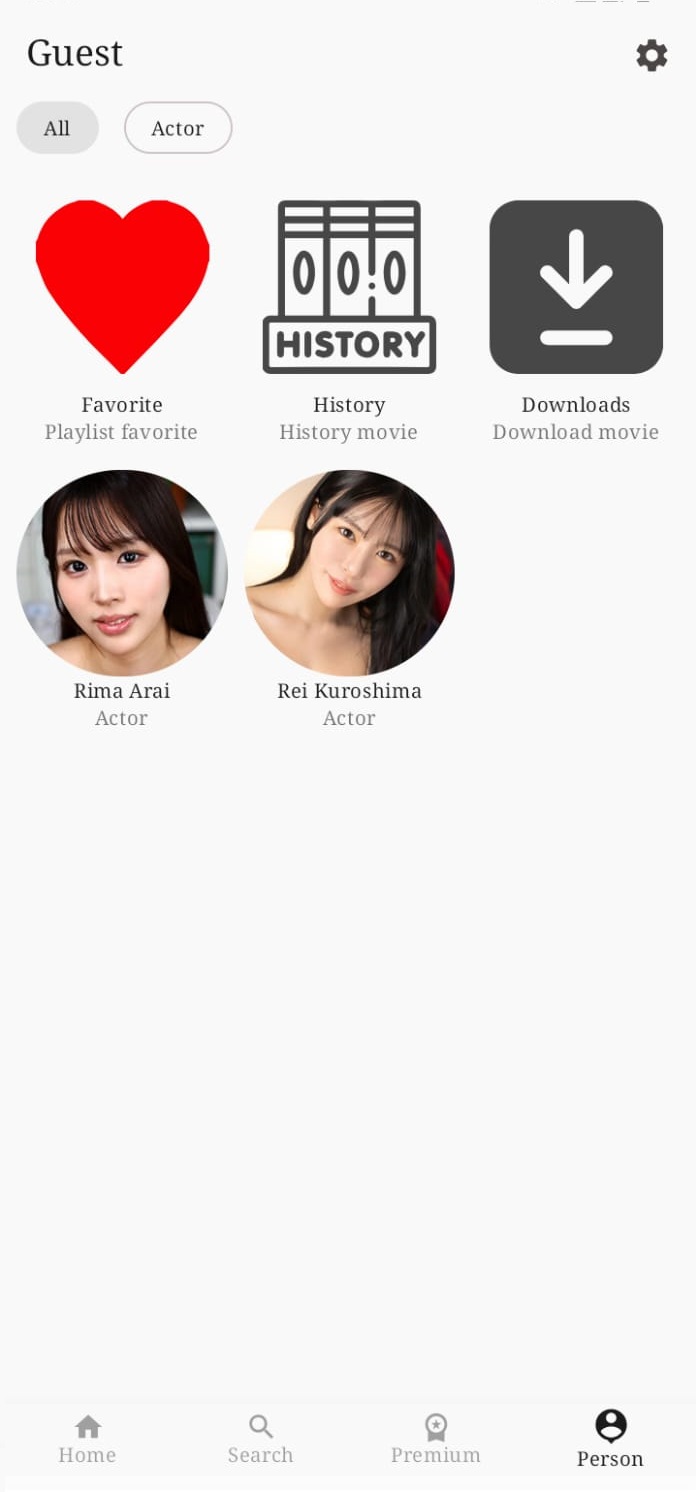 Guest
All
Actor
HISTORY
Favorite
Playlist favorite
History
History movie
Downloads
Download movie
Rima Arai
Actor
Rei Kuroshima
Actor
Home
Search
Premium
Person